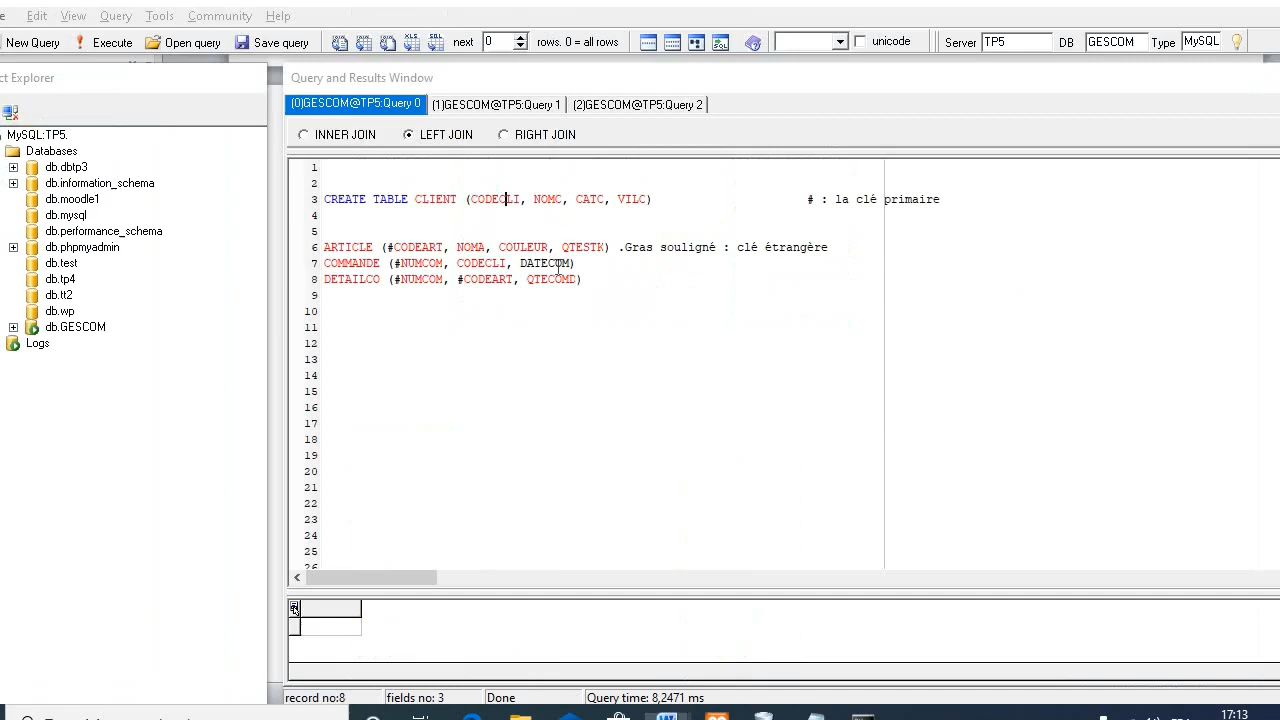 Edit View Query Tools Community Help
New Query Execute Open query Save query next 0 rows. 0 = all rows unicode Server TP5 DB GESCOM Type MySQL
ct Explorer
Query and Results Window
(0)GESCOM@TP5:Query 0 (1)GESCOM@TP5:Query 1 (2)GESCOM@TP5:Query 2
INNER JOIN LEFT JOIN RIGHT JOIN
MySQL:TP5.
Databases
db.dbtp3
db.information_schema
db.moodle1
db.mysql
db.performance_schema
db.phpmyadmin
db.test
db.tp4
db.tt2
db.wp
db.GESCOM
Logs
1
2
3 CREATE TABLE CLIENT (CODECLI, NOMC, CATC, VILC) # : la clé primaire
4
5
6 ARTICLE (#CODEART, NOMA, COULEUR, QTESTK) .Gras souligné : clé étrangère
7 COMMANDE (#NUMCOM, CODECLI, DATECOM)
8 DETAILCO (#NUMCOM, #CODEART, QTECOMD)
9
10
11
12
13
14
15
16
17
18
19
20
21
22
23
24
25
26
record no:8 fields no: 3 Done Query time: 8,2471 ms
17:13